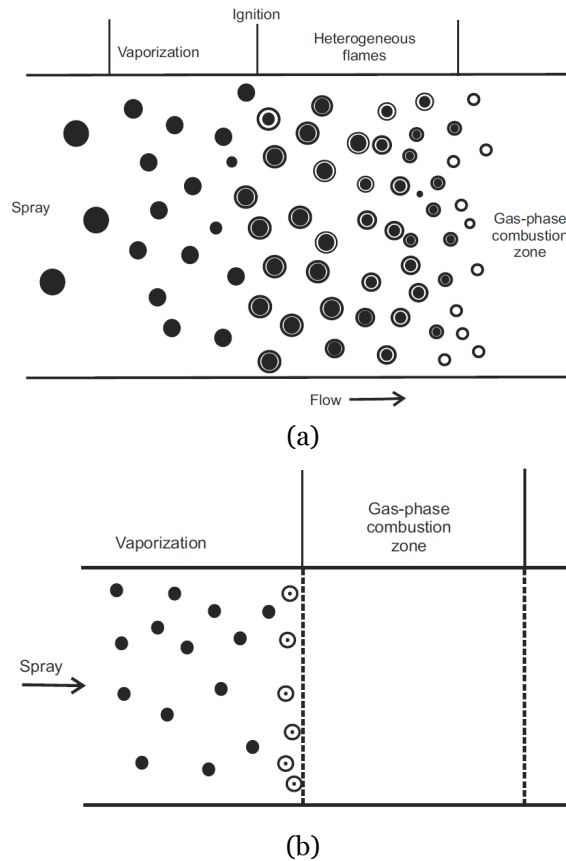 Ignition
Vaporization
Heterogeneous
flames
Spray
Gas-phase
combustion
zone
Flow
(a)
Gas-phase
combustion
zone
Vaporization
Spray
(b)